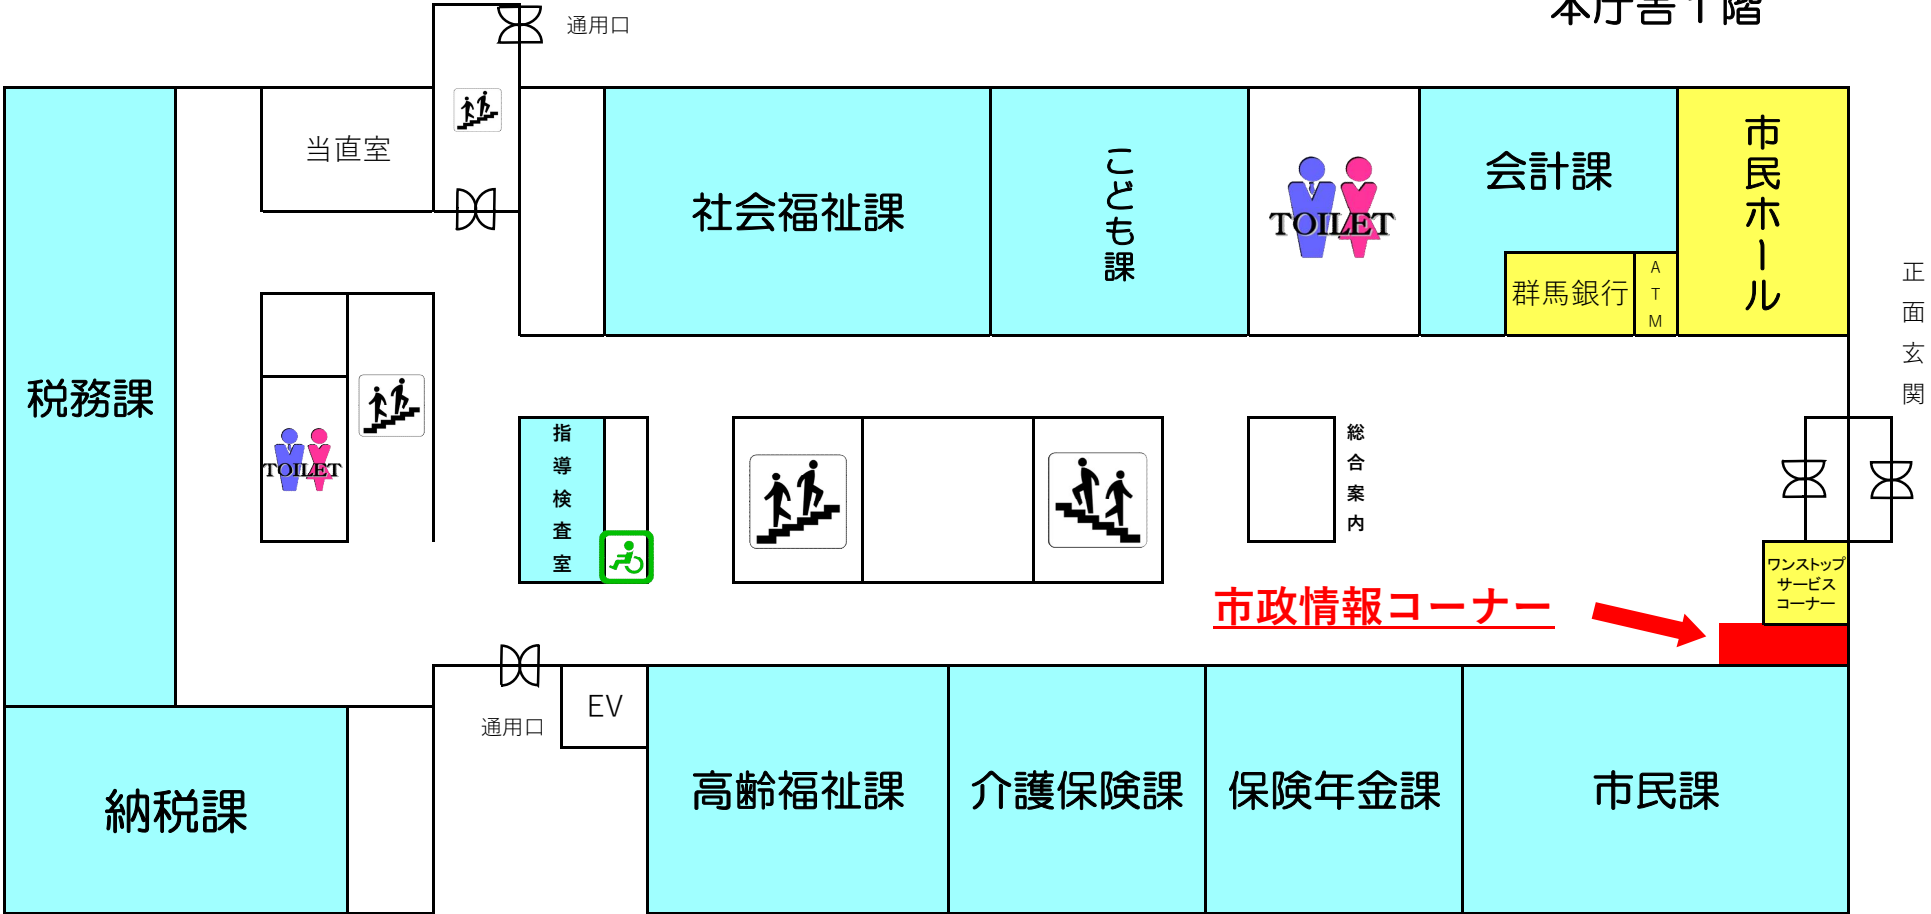 本庁舎１階
通用口
当直室
社会福祉課
こども課
TOILET
会計課
市民ホール
群馬銀行
ATM
正面玄関
税務課
TOILET
指導検査室
総合案内
ワンストップ
サービス
コーナー
市政情報コーナー
通用口
EV
納税課
高齢福祉課
介護保険課
保険年金課
市民課